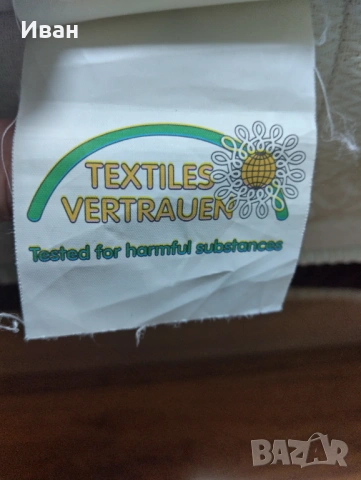 Иван
TEXTILES
VERTRAUEN
Tested for harmful substances
BAZAR